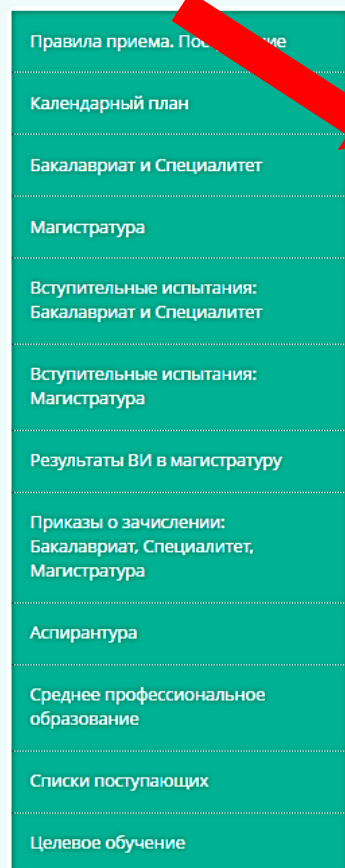 Правила приема.
Календарный план
Бакалавриат и Специалитет
Магистратура
Вступительные испытания:
Бакалавриат и Специалитет
Вступительные испытания:
Магистратура
Результаты ВИ в магистратуру
Приказы о зачислении:
Бакалавриат, Специалитет,
Магистратура
Аспирантура
Среднее профессиональное
образование
Списки поступающих
Целевое обучение